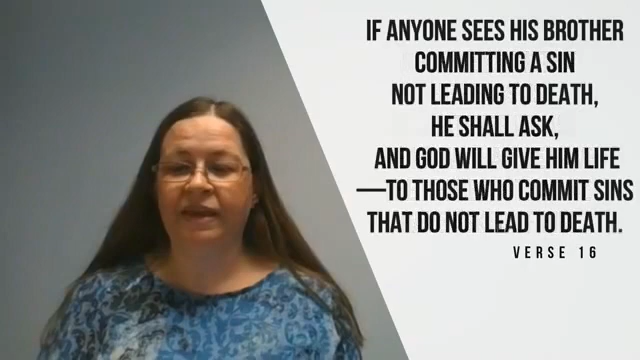 IF ANYONE SEES HIS BROTHER
COMMITTING A SIN
NOT LEADING TO DEATH,
HE SHALL ASK,
AND GOD WILL GIVE HIM LIFE
—TO THOSE WHO COMMIT SINS
THAT DO NOT LEAD TO DEATH.
VERSE 16